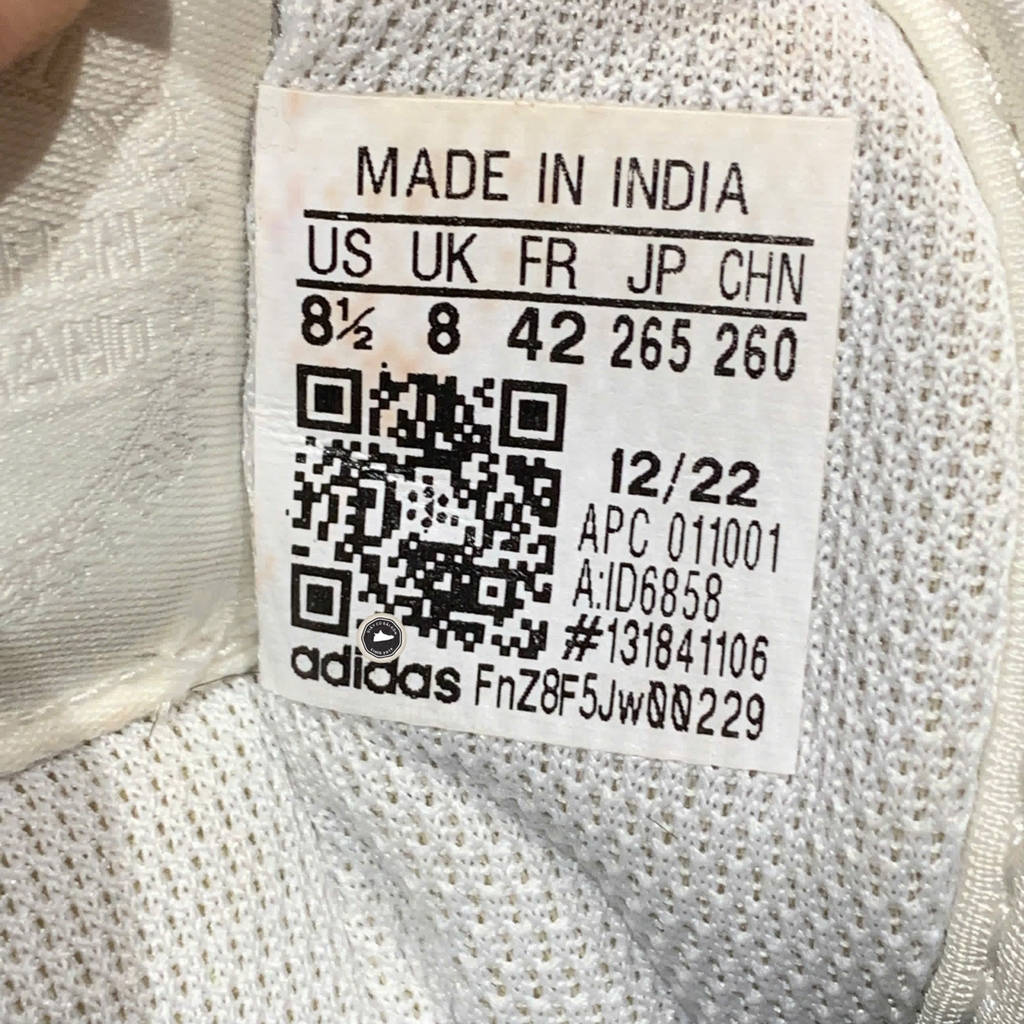 MADE IN INDIA
US UK FR JP CHN
8½ 8 42 265 260
12/22
APC 011001
A:ID6858
#131841106
adidas FnZ8F5Jw00229